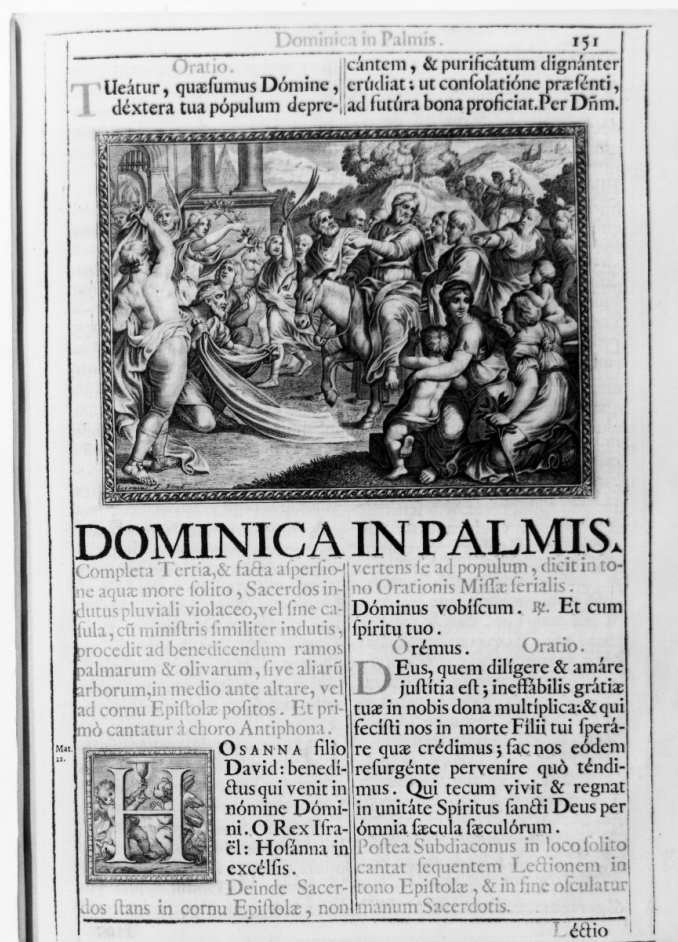 Dominica in Palmis. 151
Oratio.
TUeátur, quæsumus Dómine,
déxtera tua pópulum depre-
cántem, & purificátum dignánter
erúdiat: ut consolatióne præsénti,
ad futúra bona proficiat. Per Dñm.
DOMINICA IN PALMIS.
Completa Tertia, & facta aspersio-
ne aquæ more solito, Sacerdos in-
dutus pluviali violaceo, vel sine ca-
sula, cũ ministris similiter indutis,
procedit ad benedicendum ramos
palmarum & olivarum, sive aliarũ
arborum, in medio ante altare, vel
ad cornu Epistolæ positos. Et pri-
mò cantatur à choro Antiphona.
Mat.
21.
HOSANNA filio
David: benedí-
ctus qui venit in
nómine Dómi-
ni. O Rex Isra-
ël: Hosánna in
excélsis.
Deinde Sacer-
dos stans in cornu Epistolæ, non
vertens se ad populum, dicit in to-
no Orationis Missæ ferialis.
Dóminus vobíscum. ℟. Et cum
spíritu tuo.
Orémus. Oratio.
DEus, quem dilígere & amáre
justítia est; ineffábilis grátiæ
tuæ in nobis dona multíplica: & qui
fecísti nos in morte Fílii tui sperá-
re quæ crédimus; fac nos eódem
resurgénte perveníre quò téndi-
mus. Qui tecum vivit & regnat
in unitáte Spíritus sancti Deus per
ómnia sæcula sæculórum.
Postea Subdiaconus in loco solito
cantat sequentem Lectionem in
tono Epistolæ, & in fine osculatur
manum Sacerdotis.
Léctio